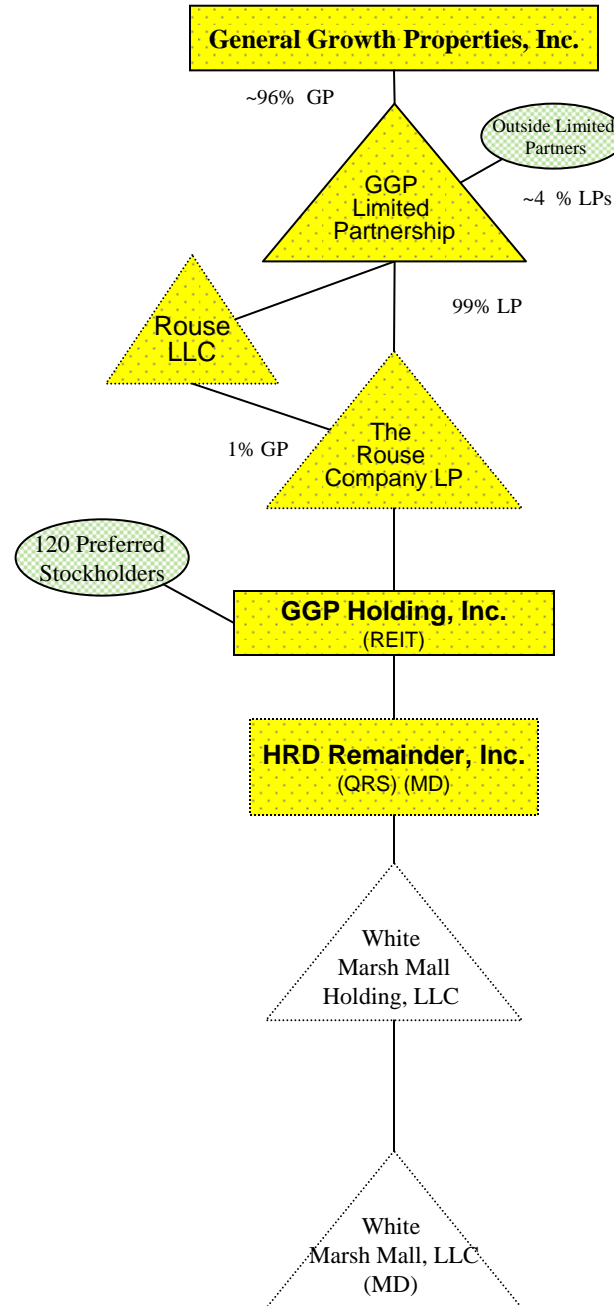 General Growth Properties, Inc.
~96% GP
Outside Limited
Partners
GGP
Limited
Partnership
~4 % LPs
99% LP
Rouse
LLC
1% GP
The
Rouse
Company LP
120 Preferred
Stockholders
GGP Holding, Inc.
(REIT)
HRD Remainder, Inc.
(QRS) (MD)
White
Marsh Mall
Holding, LLC
White
Marsh Mall, LLC
(MD)